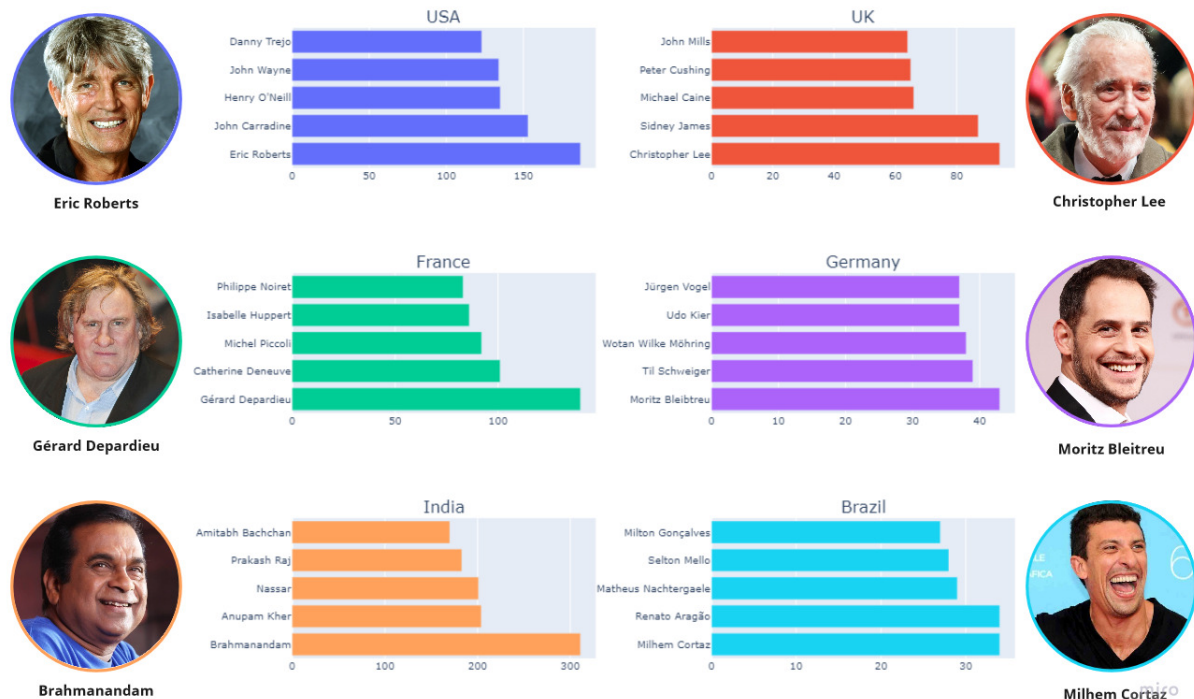 USA
Danny Trejo
John Wayne
Henry O'Neill
John Carradine
Eric Roberts
0 50 100 150
Eric Roberts
UK
John Mills
Peter Cushing
Michael Caine
Sidney James
Christopher Lee
0 20 40 60 80
Christopher Lee
France
Philippe Noiret
Isabelle Huppert
Michel Piccoli
Catherine Deneuve
Gérard Depardieu
0 50 100
Gérard Depardieu
Germany
Jürgen Vogel
Udo Kier
Wotan Wilke Möhring
Til Schweiger
Moritz Bleibtreu
0 10 20 30 40
Moritz Bleitreu
India
Amitabh Bachchan
Prakash Raj
Nassar
Anupam Kher
Brahmanandam
0 100 200 300
Brahmanandam
Brazil
Milton Gonçalves
Selton Mello
Matheus Nachtergaele
Renato Aragão
Milhem Cortaz
0 10 20 30
Milhem Cortaz
miro